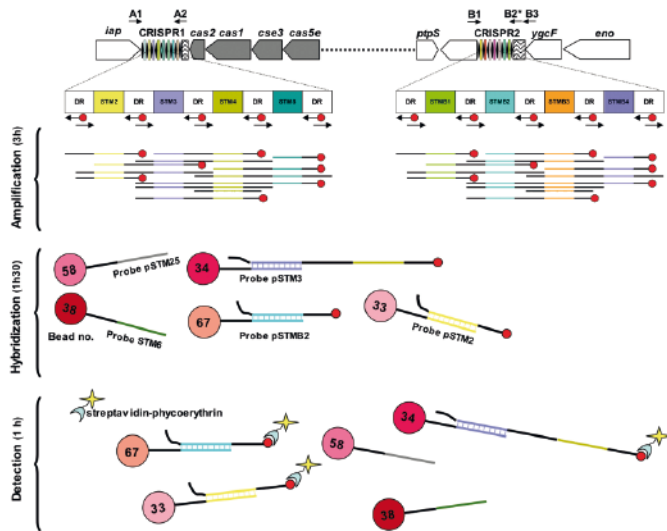 A1 A2 B1 B2* B3
iap CRISPR1 cas2 cas1 cse3 cas5e ptpS CRISPR2 ygcF eno
DR STM2 DR STM3 DR STM4 DR DR DR STMB1 DR STMB2 DR STMB3 DR DR
Amplification (3h)
Hybridization (1h30)
58 Probe pSTM25
34 Probe pSTM3
38 Probe STM6
Bead no.
67 Probe pSTMB2
33 Probe pSTM2
Detection (1 h)
streptavidin-phycoerythrin
67
33
58
34
38